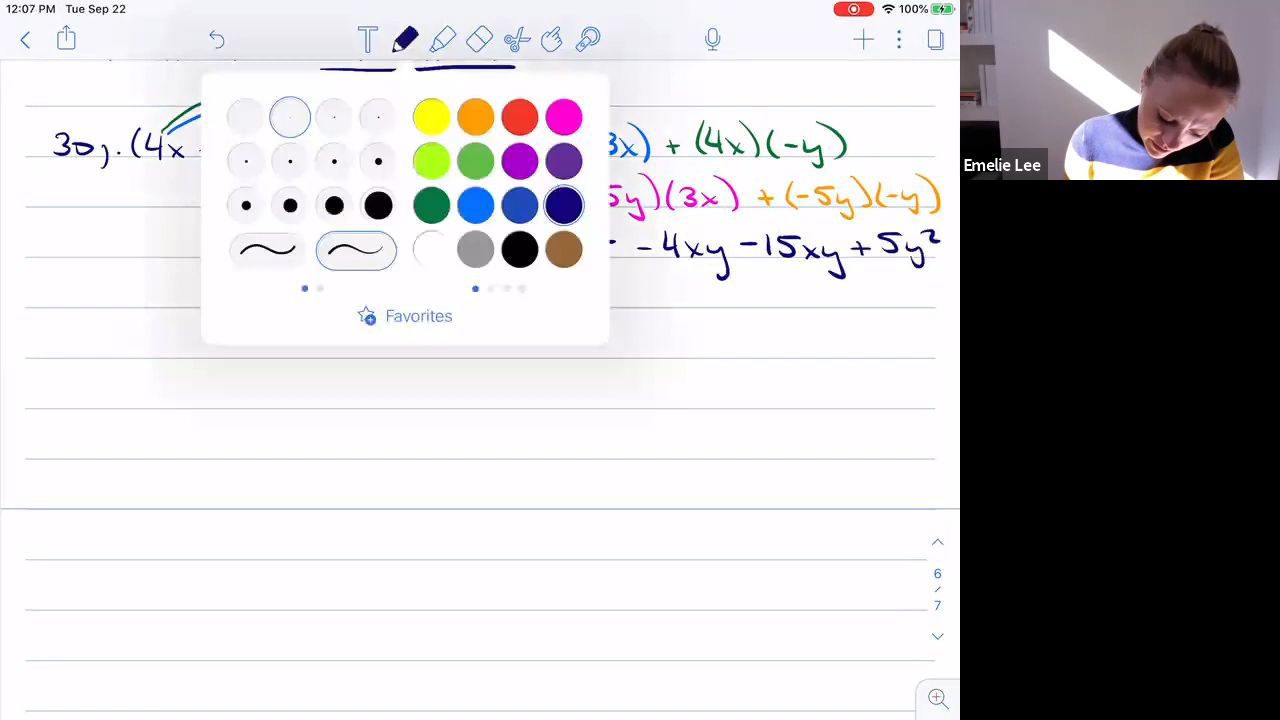 12:07 PM Tue Sep 22
100%
30j. (4x
3x) + (4x)(-y)
5y)(3x) + (-5y)(-y)
- 4xy - 15xy + 5y²
Favorites
6
/
7
Emelie Lee